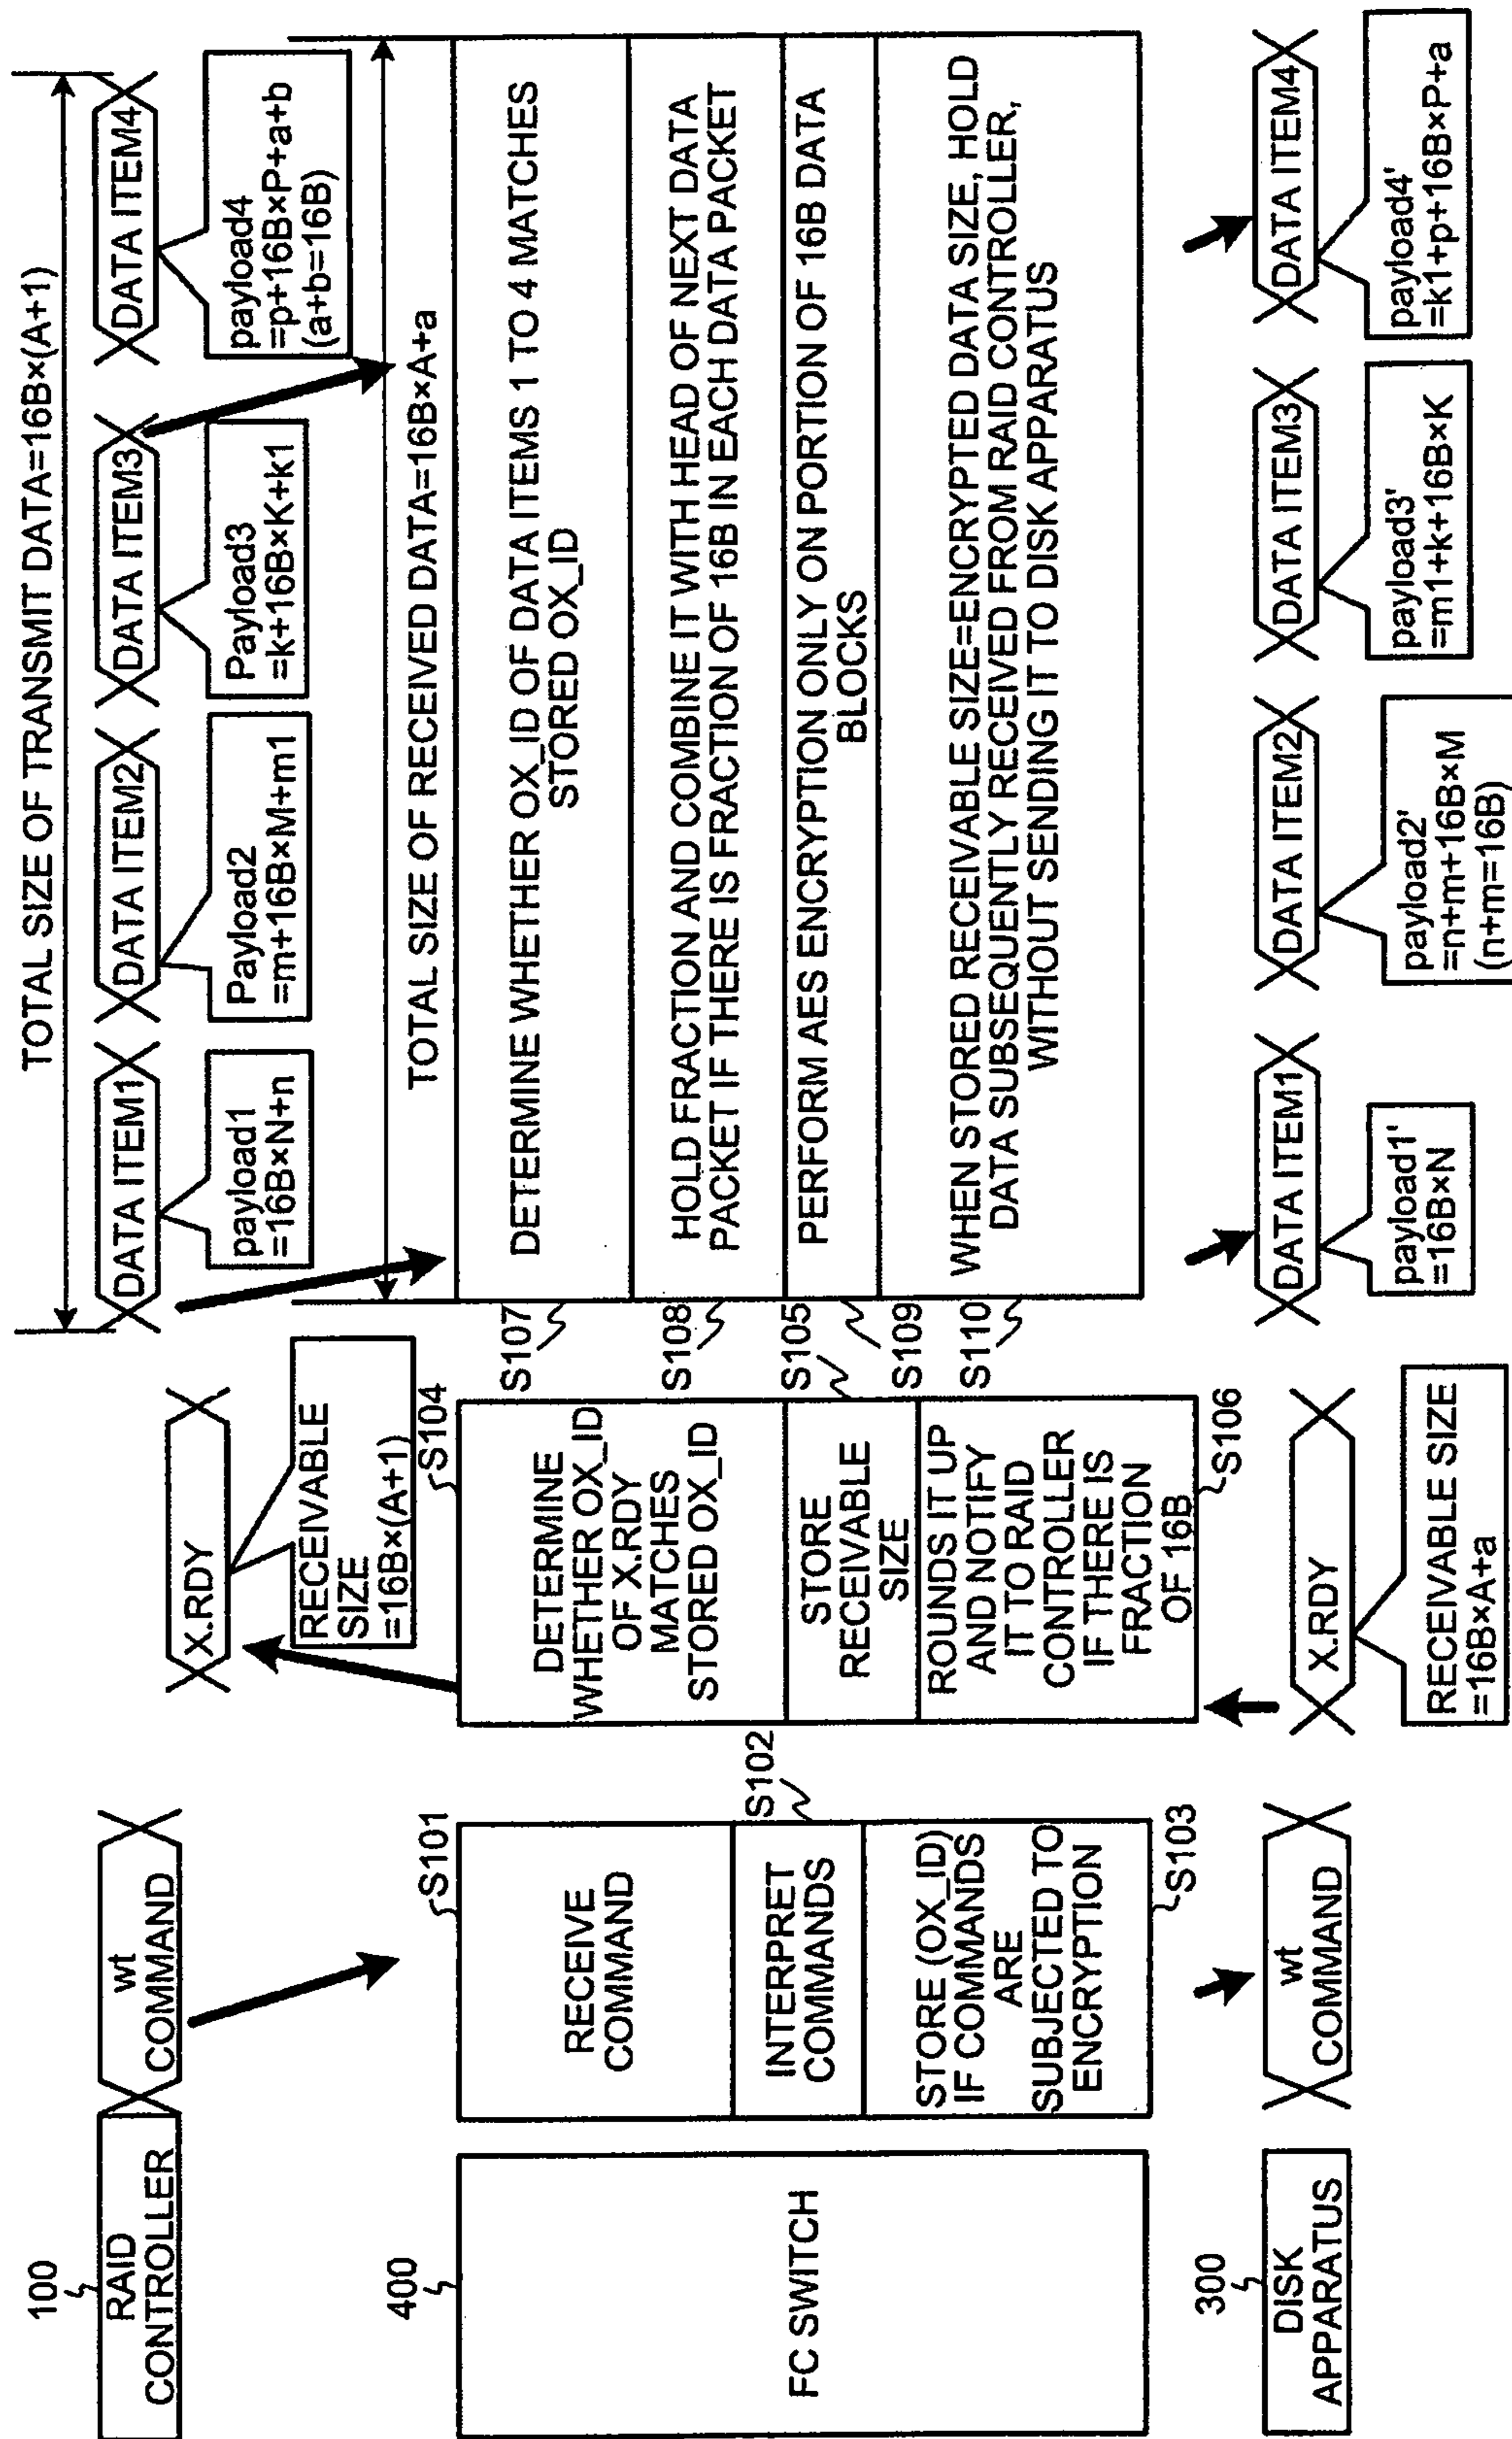 100
RAID
CONTROLLER
400
FC SWITCH
300
DISK
APPARATUS
wt
COMMAND
S101
RECEIVE
COMMAND
S102
INTERPRET
COMMANDS
STORE (OX_ID)
IF COMMANDS
ARE
SUBJECTED TO
ENCRYPTION
S103
wt
COMMAND
X.RDY
RECEIVABLE
SIZE
=16B×(A+1)
S104
DETERMINE
WHETHER OX_ID
OF X.RDY
MATCHES
STORED OX_ID
S105
STORE
RECEIVABLE
SIZE
ROUNDS IT UP
AND NOTIFY
IT TO RAID
CONTROLLER
IF THERE IS
FRACTION
OF 16B
S106
X.RDY
RECEIVABLE SIZE
=16B×A+a
TOTAL SIZE OF TRANSMIT DATA=16B×(A+1)
DATA ITEM1
DATA ITEM2
DATA ITEM3
DATA ITEM4
payload1
=16B×N+n
Payload2
=m+16B×M+m1
Payload3
=k+16B×K+k1
payload4
=p+16B×P+a+b
(a+b=16B)
TOTAL SIZE OF RECEIVED DATA=16B×A+a
S107
DETERMINE WHETHER OX_ID OF DATA ITEMS 1 TO 4 MATCHES
STORED OX_ID
S108
HOLD FRACTION AND COMBINE IT WITH HEAD OF NEXT DATA
PACKET IF THERE IS FRACTION OF 16B IN EACH DATA PACKET
S109
PERFORM AES ENCRYPTION ONLY ON PORTION OF 16B DATA
BLOCKS
S110
WHEN STORED RECEIVABLE SIZE=ENCRYPTED DATA SIZE, HOLD
DATA SUBSEQUENTLY RECEIVED FROM RAID CONTROLLER,
WITHOUT SENDING IT TO DISK APPARATUS
DATA ITEM1
DATA ITEM2
DATA ITEM3
DATA ITEM4
payload1'
=16B×N
payload2'
=n+m+16B×M
(n+m=16B)
payload3'
=m1+k+16B×K
payload4'
=k1+p+16B×P+a